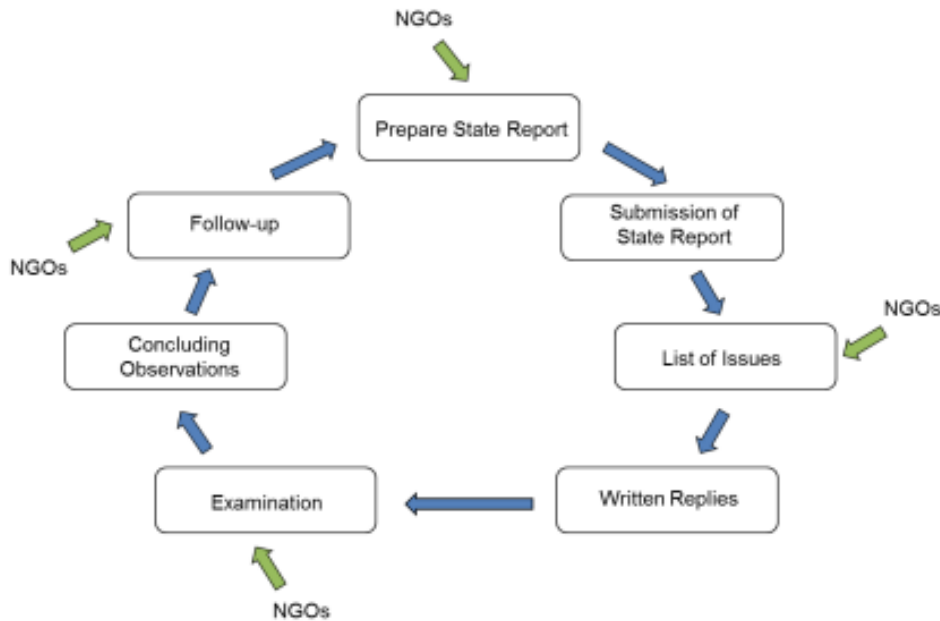 NGOs
Prepare State Report
Submission of
State Report
NGOs
List of Issues
Written Replies
Examination
NGOs
Concluding
Observations
NGOs
Follow-up